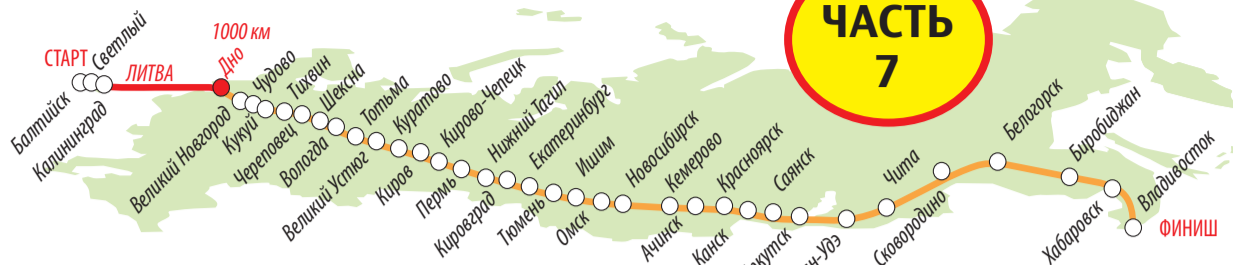 ЧАСТЬ
7
1000 км
СТАРТ
Светлый
ЛИТВА
Дно
Чудово
Тихвин
Шексна
Тотьма
Куратово
Кирово-Чепецк
Нижний Тагил
Екатеринбург
Ишим
Новосибирск
Кемерово
Красноярск
Саянск
Чита
Белогорск
Биробиджан
Владивосток
Балтийск
Калининград
Великий Новгород
Кукуй
Череповец
Вологда
Великий Устюг
Киров
Пермь
Кировград
Тюмень
Омск
Ачинск
Канск
ркутск
н-Удэ
Сковородино
Хабаровск
ФИНИШ